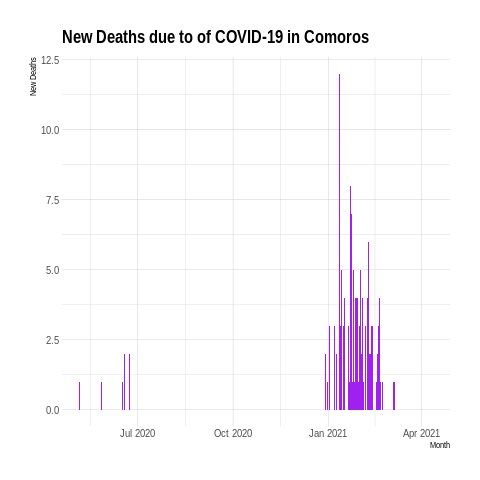 New Deaths due to of COVID-19 in Comoros
New Deaths
12.5
10.0
7.5
5.0
2.5
0.0
Jul 2020 Oct 2020 Jan 2021 Apr 2021
Month